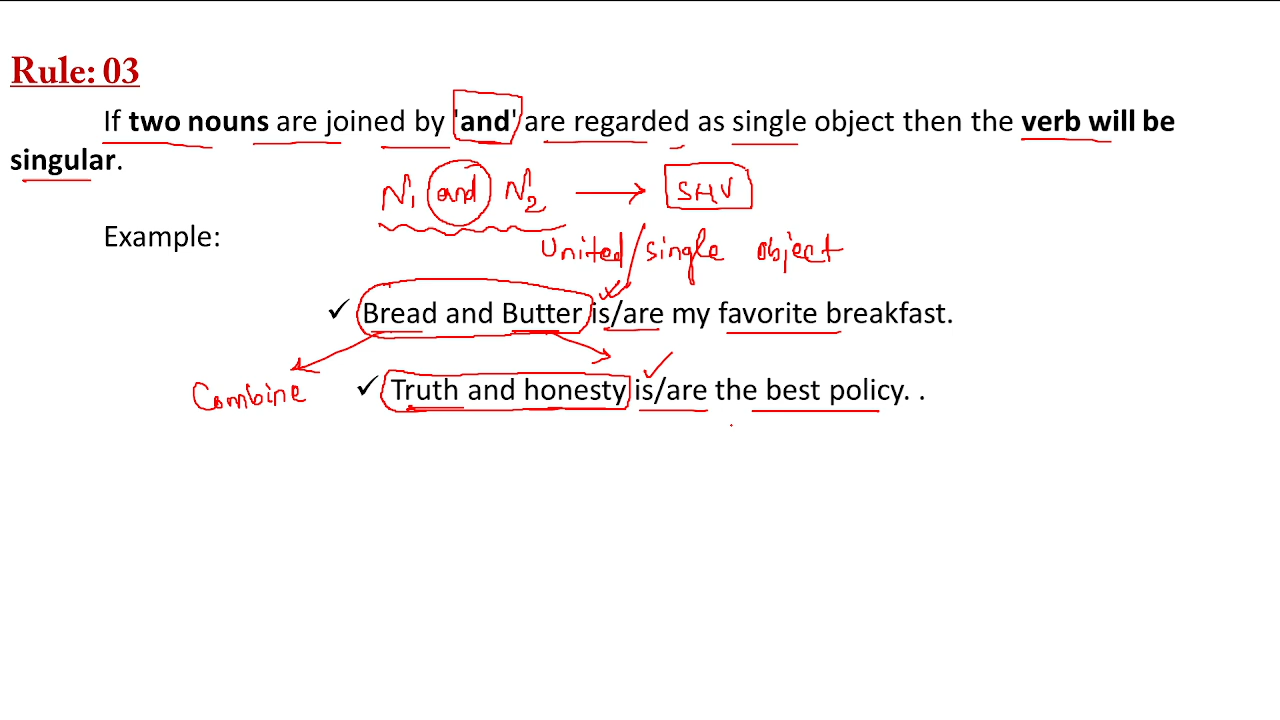 Rule: 03
If two nouns are joined by 'and' are regarded as single object then the verb will be
singular.
N1 and N2 → SHV
Example:
United/single object
✓ Bread and Butter is/are my favorite breakfast.
Combine
✓ Truth and honesty is/are the best policy. .